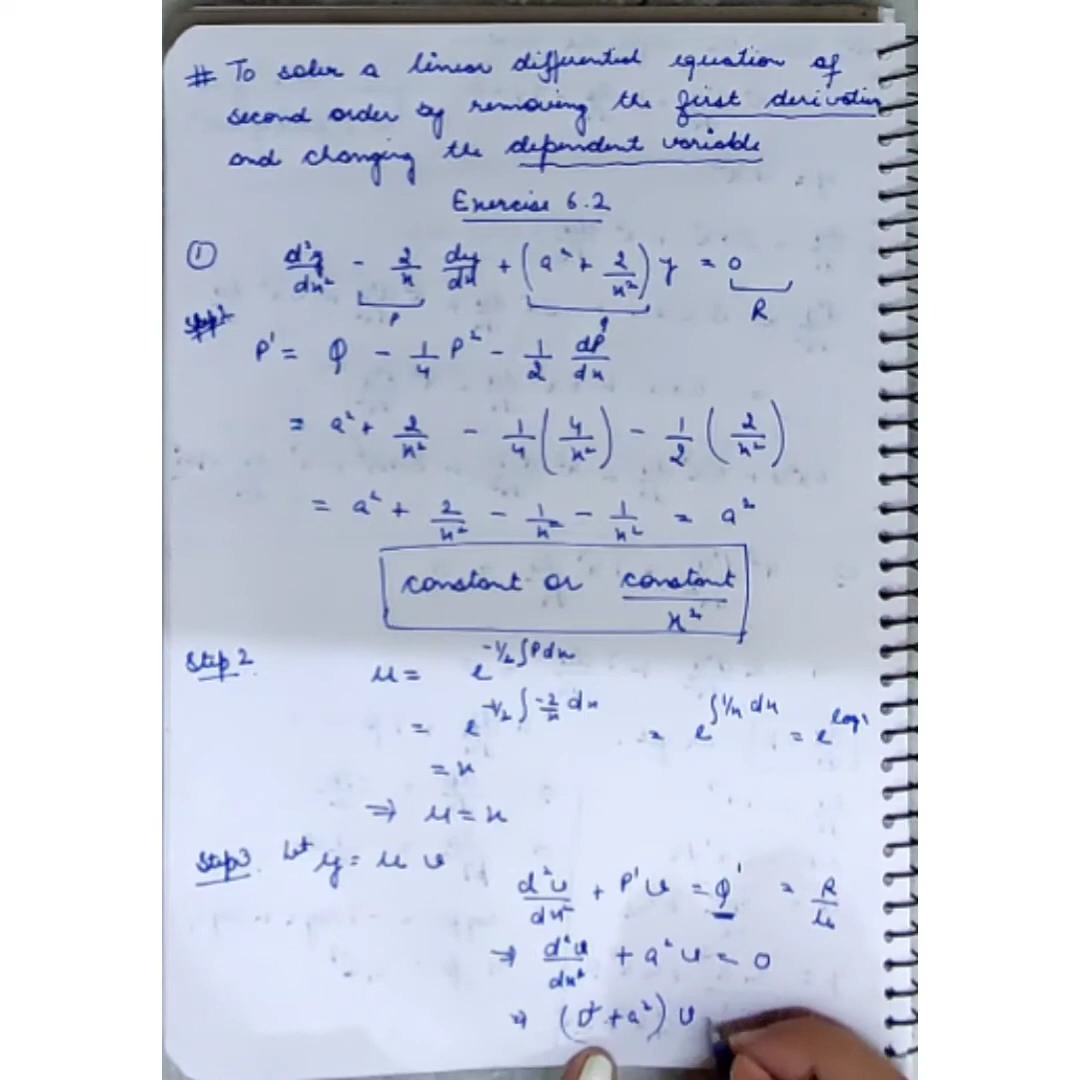 # To solve a linear differential equation of
second order by removing the first derivative
and changing the dependent variable
Exercise 6.2
① d²y/dx² - 2/x dy/dx + (a² + 2/x²) y = 0
P Q R
P' = Q - 1/4 P² - 1/2 dP/dx
= a² + 2/x² - 1/4 (4/x²) - 1/2 (2/x²)
= a² + 2/x² - 1/x² - 1/x² = a²
constant or constant/x²
Step 2 u = e^(-1/2 ∫P dx)
= e^(-1/2 ∫ -2/x dx) = e^(∫1/x dx) = e^log
= x
⇒ u = x
Step 3 Let y = u v
d²v/dx² + P'v = Q' = R/u
⇒ d²v/dx² + a² v = 0
⇒ (D² + a²) v